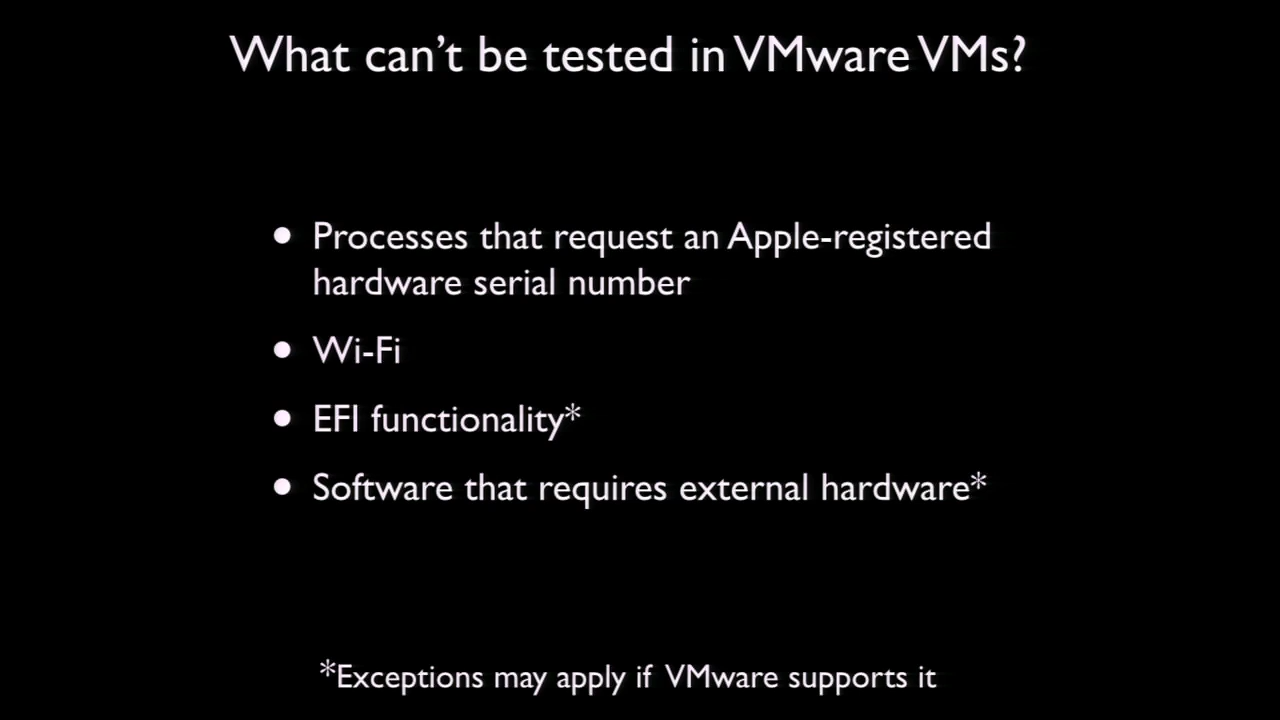 What can’t be tested in VMware VMs?
• Processes that request an Apple-registered
hardware serial number
• Wi-Fi
• EFI functionality*
• Software that requires external hardware*
*Exceptions may apply if VMware supports it